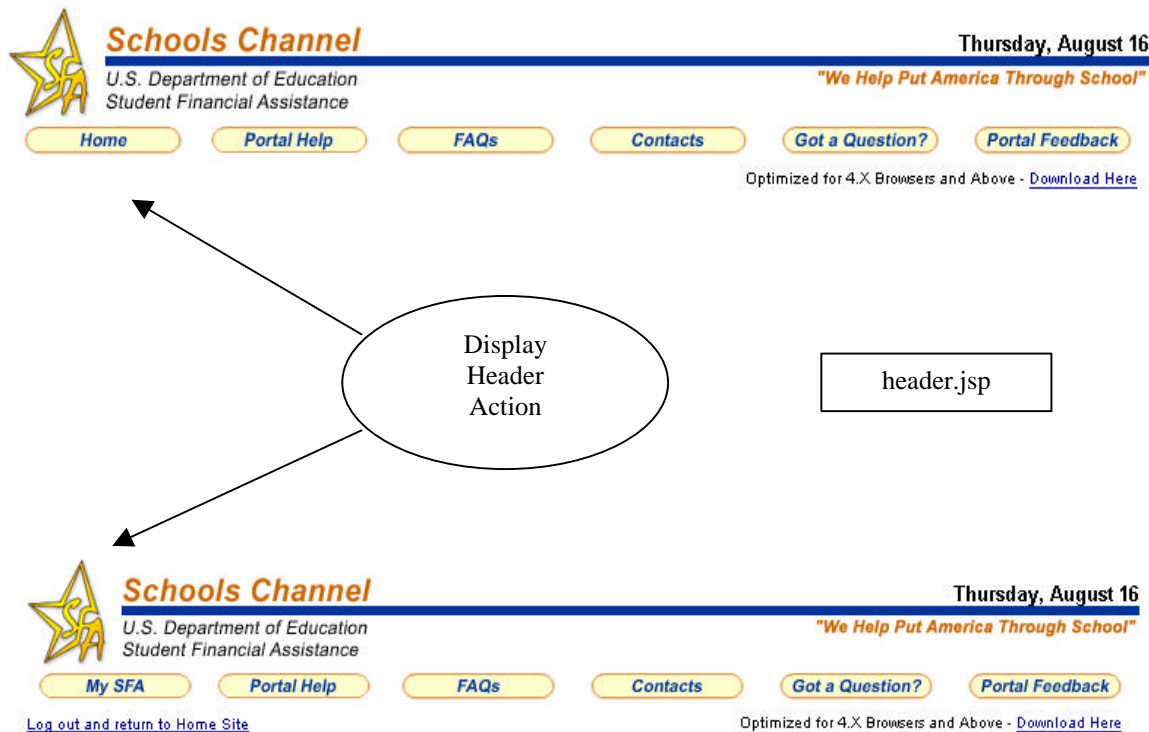 SFA
Schools Channel
Thursday, August 16
U.S. Department of Education
"We Help Put America Through School"
Student Financial Assistance
Home Portal Help FAQs Contacts Got a Question? Portal Feedback
Optimized for 4.X Browsers and Above - Download Here
Display
Header
Action
header.jsp
SFA
Schools Channel
Thursday, August 16
U.S. Department of Education
"We Help Put America Through School"
Student Financial Assistance
My SFA Portal Help FAQs Contacts Got a Question? Portal Feedback
Log out and return to Home Site
Optimized for 4.X Browsers and Above - Download Here